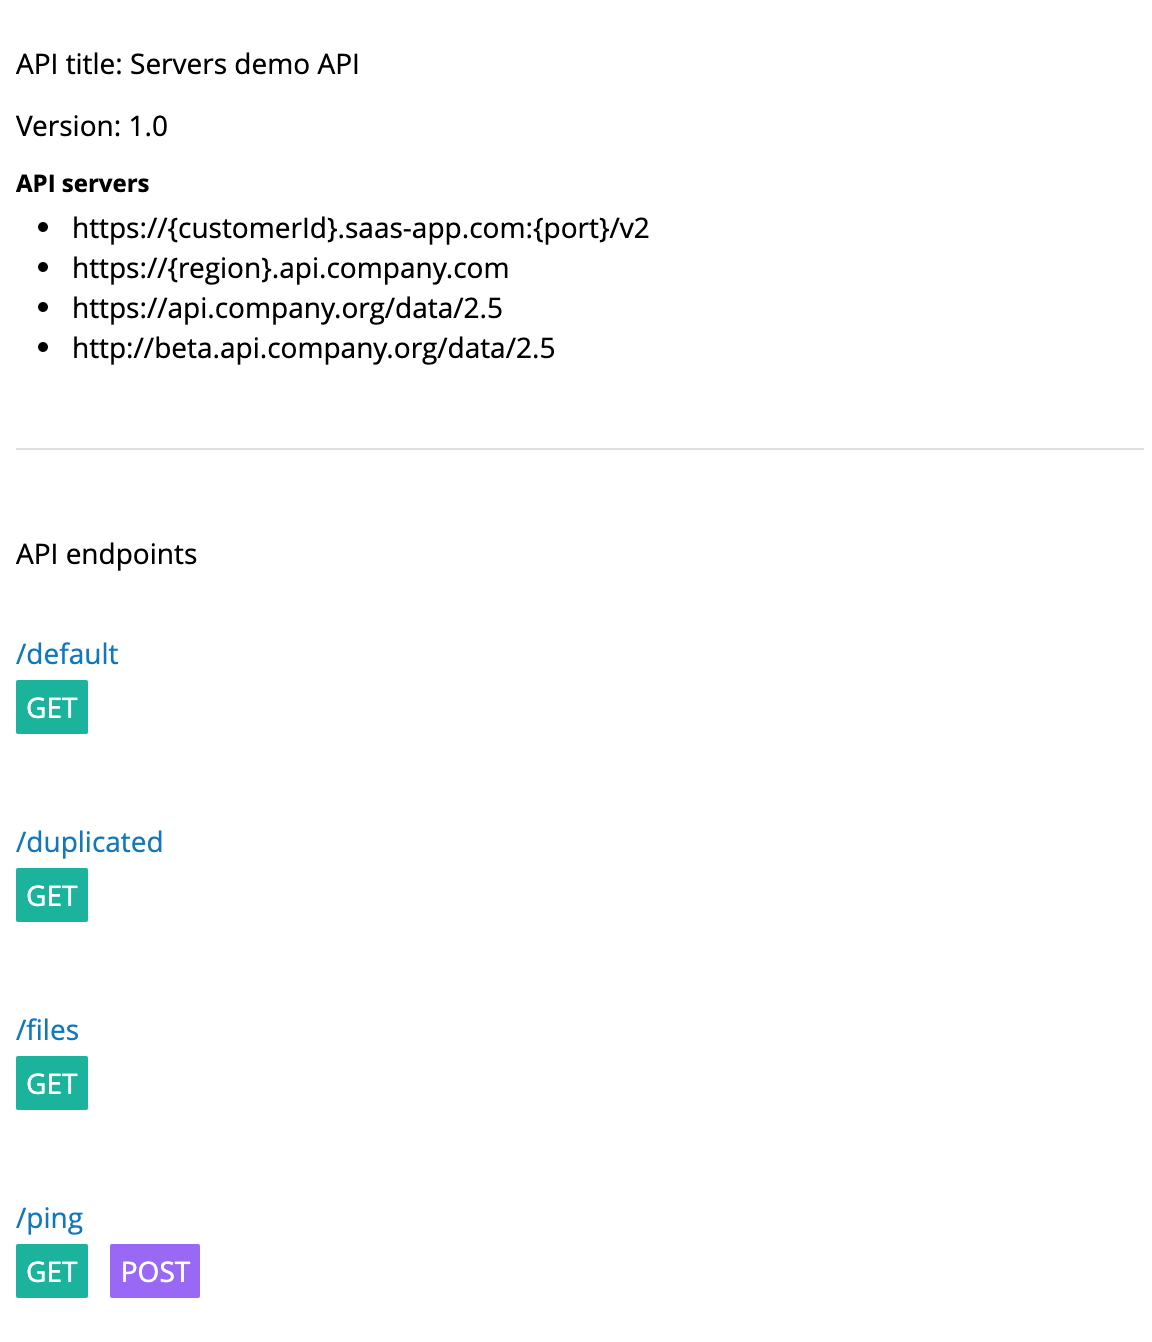 API title: Servers demo API
Version: 1.0
API servers
• https://{customerId}.saas-app.com:{port}/v2
• https://{region}.api.company.com
• https://api.company.org/data/2.5
• http://beta.api.company.org/data/2.5
API endpoints
/default
GET
/duplicated
GET
/files
GET
/ping
GET POST